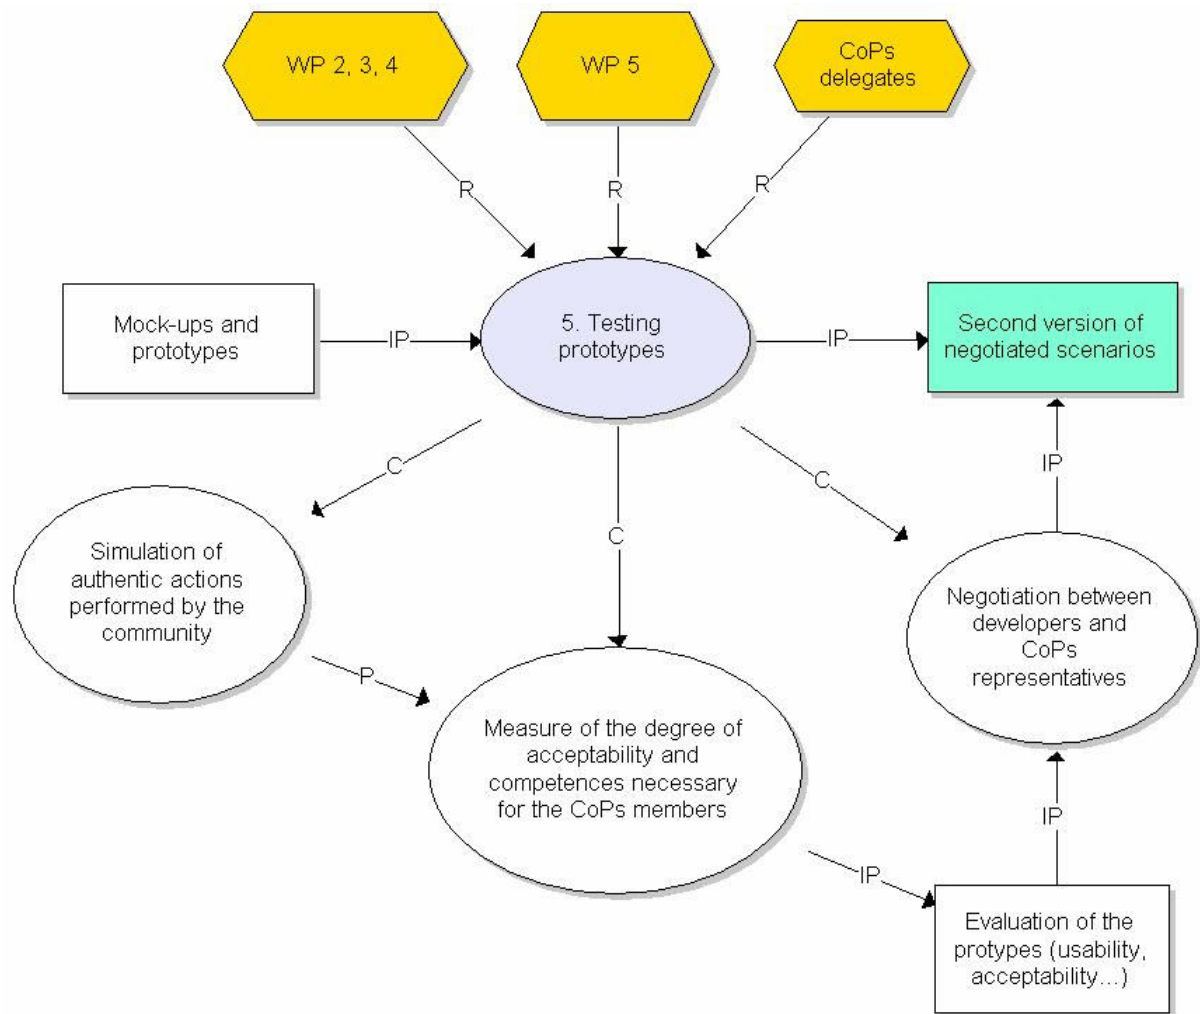 WP 2, 3, 4
WP 5
CoPs
delegates
R
R
R
Mock-ups and
prototypes
IP
5. Testing
prototypes
IP
Second version of
negotiated scenarios
C
C
C
IP
Simulation of
authentic actions
performed by the
community
Negotiation between
developers and
CoPs
representatives
P
Measure of the degree of
acceptability and
competences necessary
for the CoPs members
IP
IP
Evaluation of the
protypes (usability,
acceptability...)